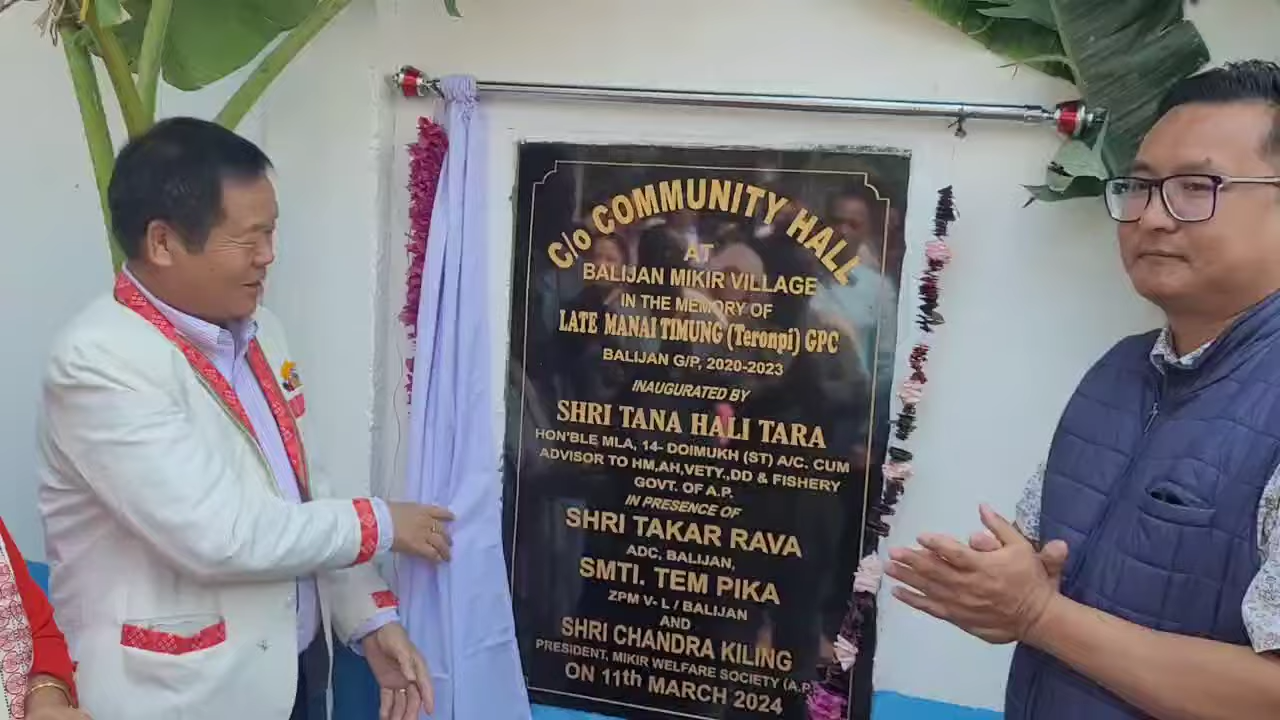 C/o COMMUNITY HALL
AT
BALIJAN MIKIR VILLAGE
IN THE MEMORY OF
LATE MANAI TIMUNG (Teronpi) GPC
BALIJAN G/P, 2020-2023
INAUGURATED BY
SHRI TANA HALI TARA
HON'BLE MLA, 14- DOIMUKH (ST) A/C. CUM
ADVISOR TO HM,AH,VETY.,DD & FISHERY
GOVT. OF A.P.
IN PRESENCE OF
SHRI TAKAR RAVA
ADC, BALIJAN,
SMTI. TEM PIKA
ZPM V- L / BALIJAN
AND
SHRI CHANDRA KILING
PRESIDENT, MIKIR WELFARE SOCIETY (A.P)
ON 11th MARCH 2024